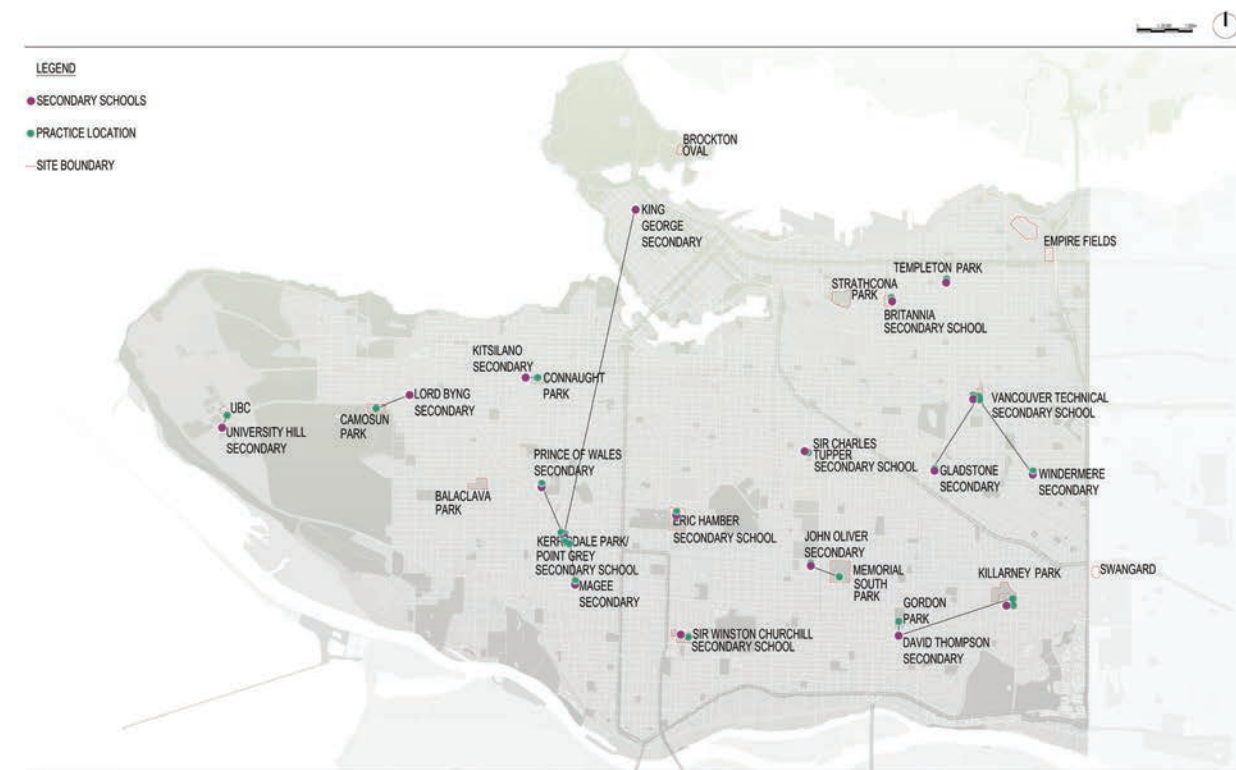 LEGEND
SECONDARY SCHOOLS
PRACTICE LOCATION
SITE BOUNDARY
BROCKTON
OVAL
KING
GEORGE
SECONDARY
EMPIRE FIELDS
TEMPLETON PARK
STRATHCONA
PARK
BRITANNIA
SECONDARY SCHOOL
KITSILANO
SECONDARY
CONNAUGHT
PARK
LORD BYNG
SECONDARY
CAMOSUN
PARK
UBC
UNIVERSITY HILL
SECONDARY
VANCOUVER TECHNICAL
SECONDARY SCHOOL
PRINCE OF WALES
SECONDARY
SIR CHARLES
TUPPER
SECONDARY SCHOOL
GLADSTONE
SECONDARY
WINDERMERE
SECONDARY
BALACLAVA
PARK
ERIC HAMBER
SECONDARY SCHOOL
KERRISDALE PARK/
POINT GREY
SECONDARY SCHOOL
MAGEE
SECONDARY
JOHN OLIVER
SECONDARY
MEMORIAL
SOUTH
PARK
KILLARNEY PARK
SWANGARD
GORDON
PARK
DAVID THOMPSON
SECONDARY
SIR WINSTON CHURCHILL
SECONDARY SCHOOL